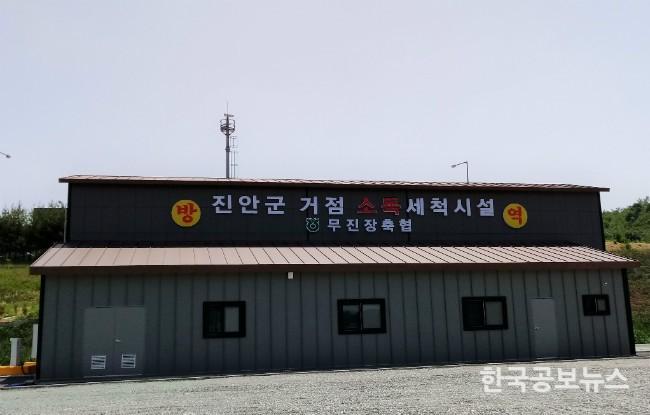 방 진안군 거점 소독세척시설 역
무진장축협
한국공보뉴스